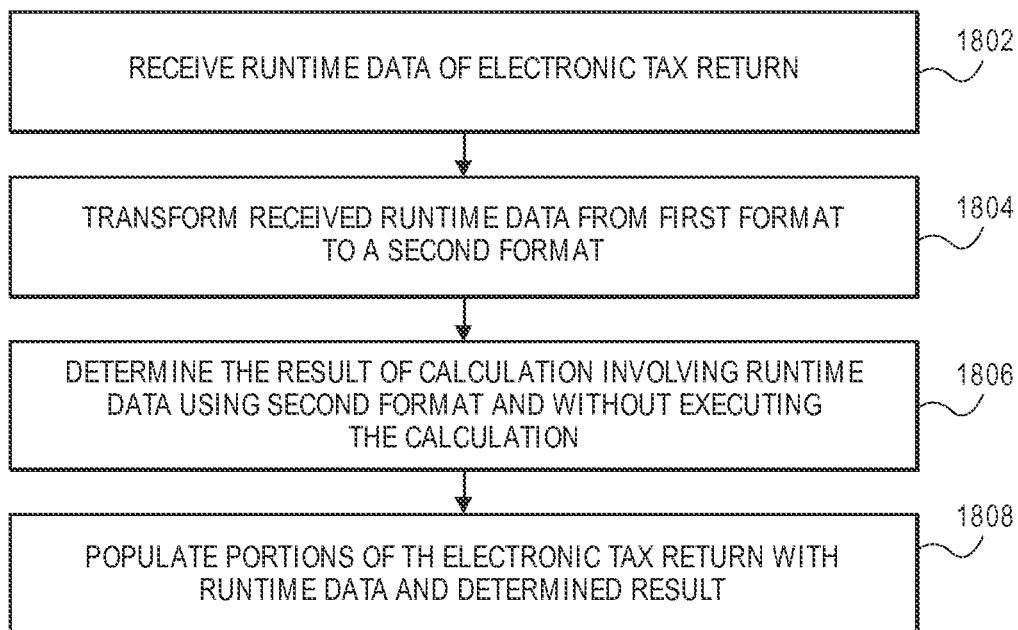 RECEIVE RUNTIME DATA OF ELECTRONIC TAX RETURN
1802
TRANSFORM RECEIVED RUNTIME DATA FROM FIRST FORMAT
TO A SECOND FORMAT
1804
DETERMINE THE RESULT OF CALCULATION INVOLVING RUNTIME
DATA USING SECOND FORMAT AND WITHOUT EXECUTING
THE CALCULATION
1806
POPULATE PORTIONS OF TH ELECTRONIC TAX RETURN WITH
RUNTIME DATA AND DETERMINED RESULT
1808